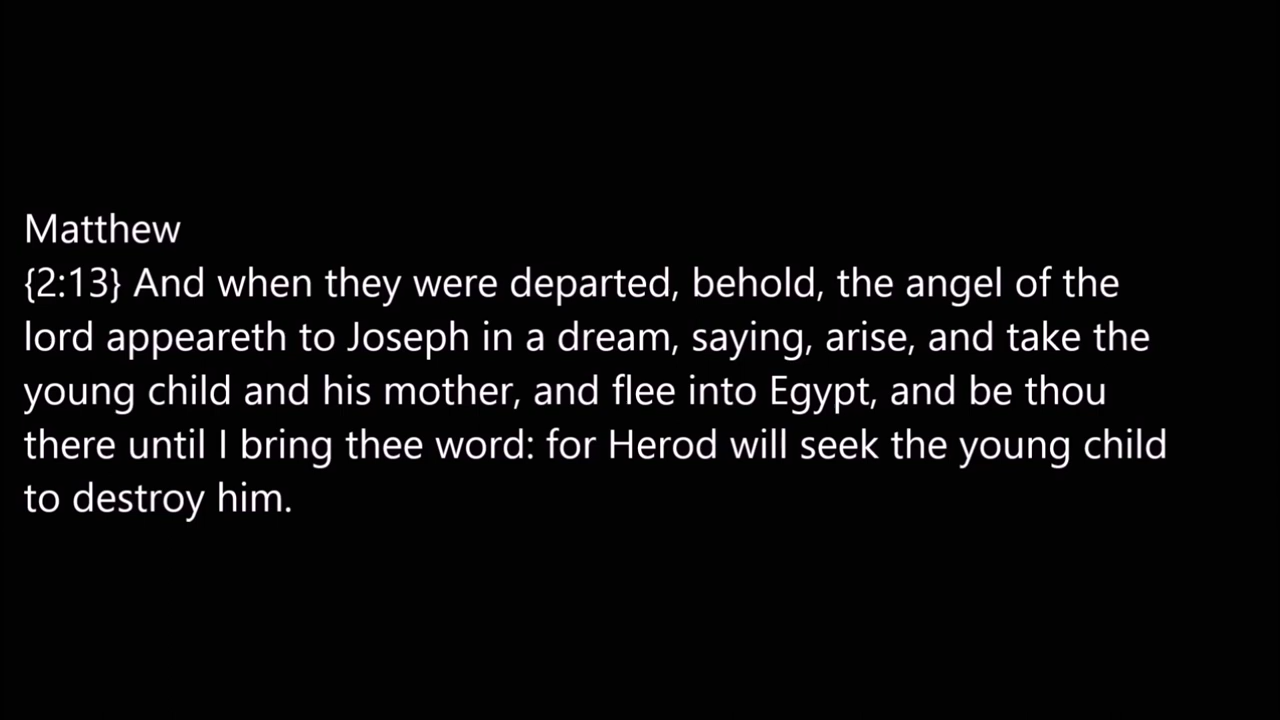 Matthew
{2:13} And when they were departed, behold, the angel of the
lord appeareth to Joseph in a dream, saying, arise, and take the
young child and his mother, and flee into Egypt, and be thou
there until I bring thee word: for Herod will seek the young child
to destroy him.